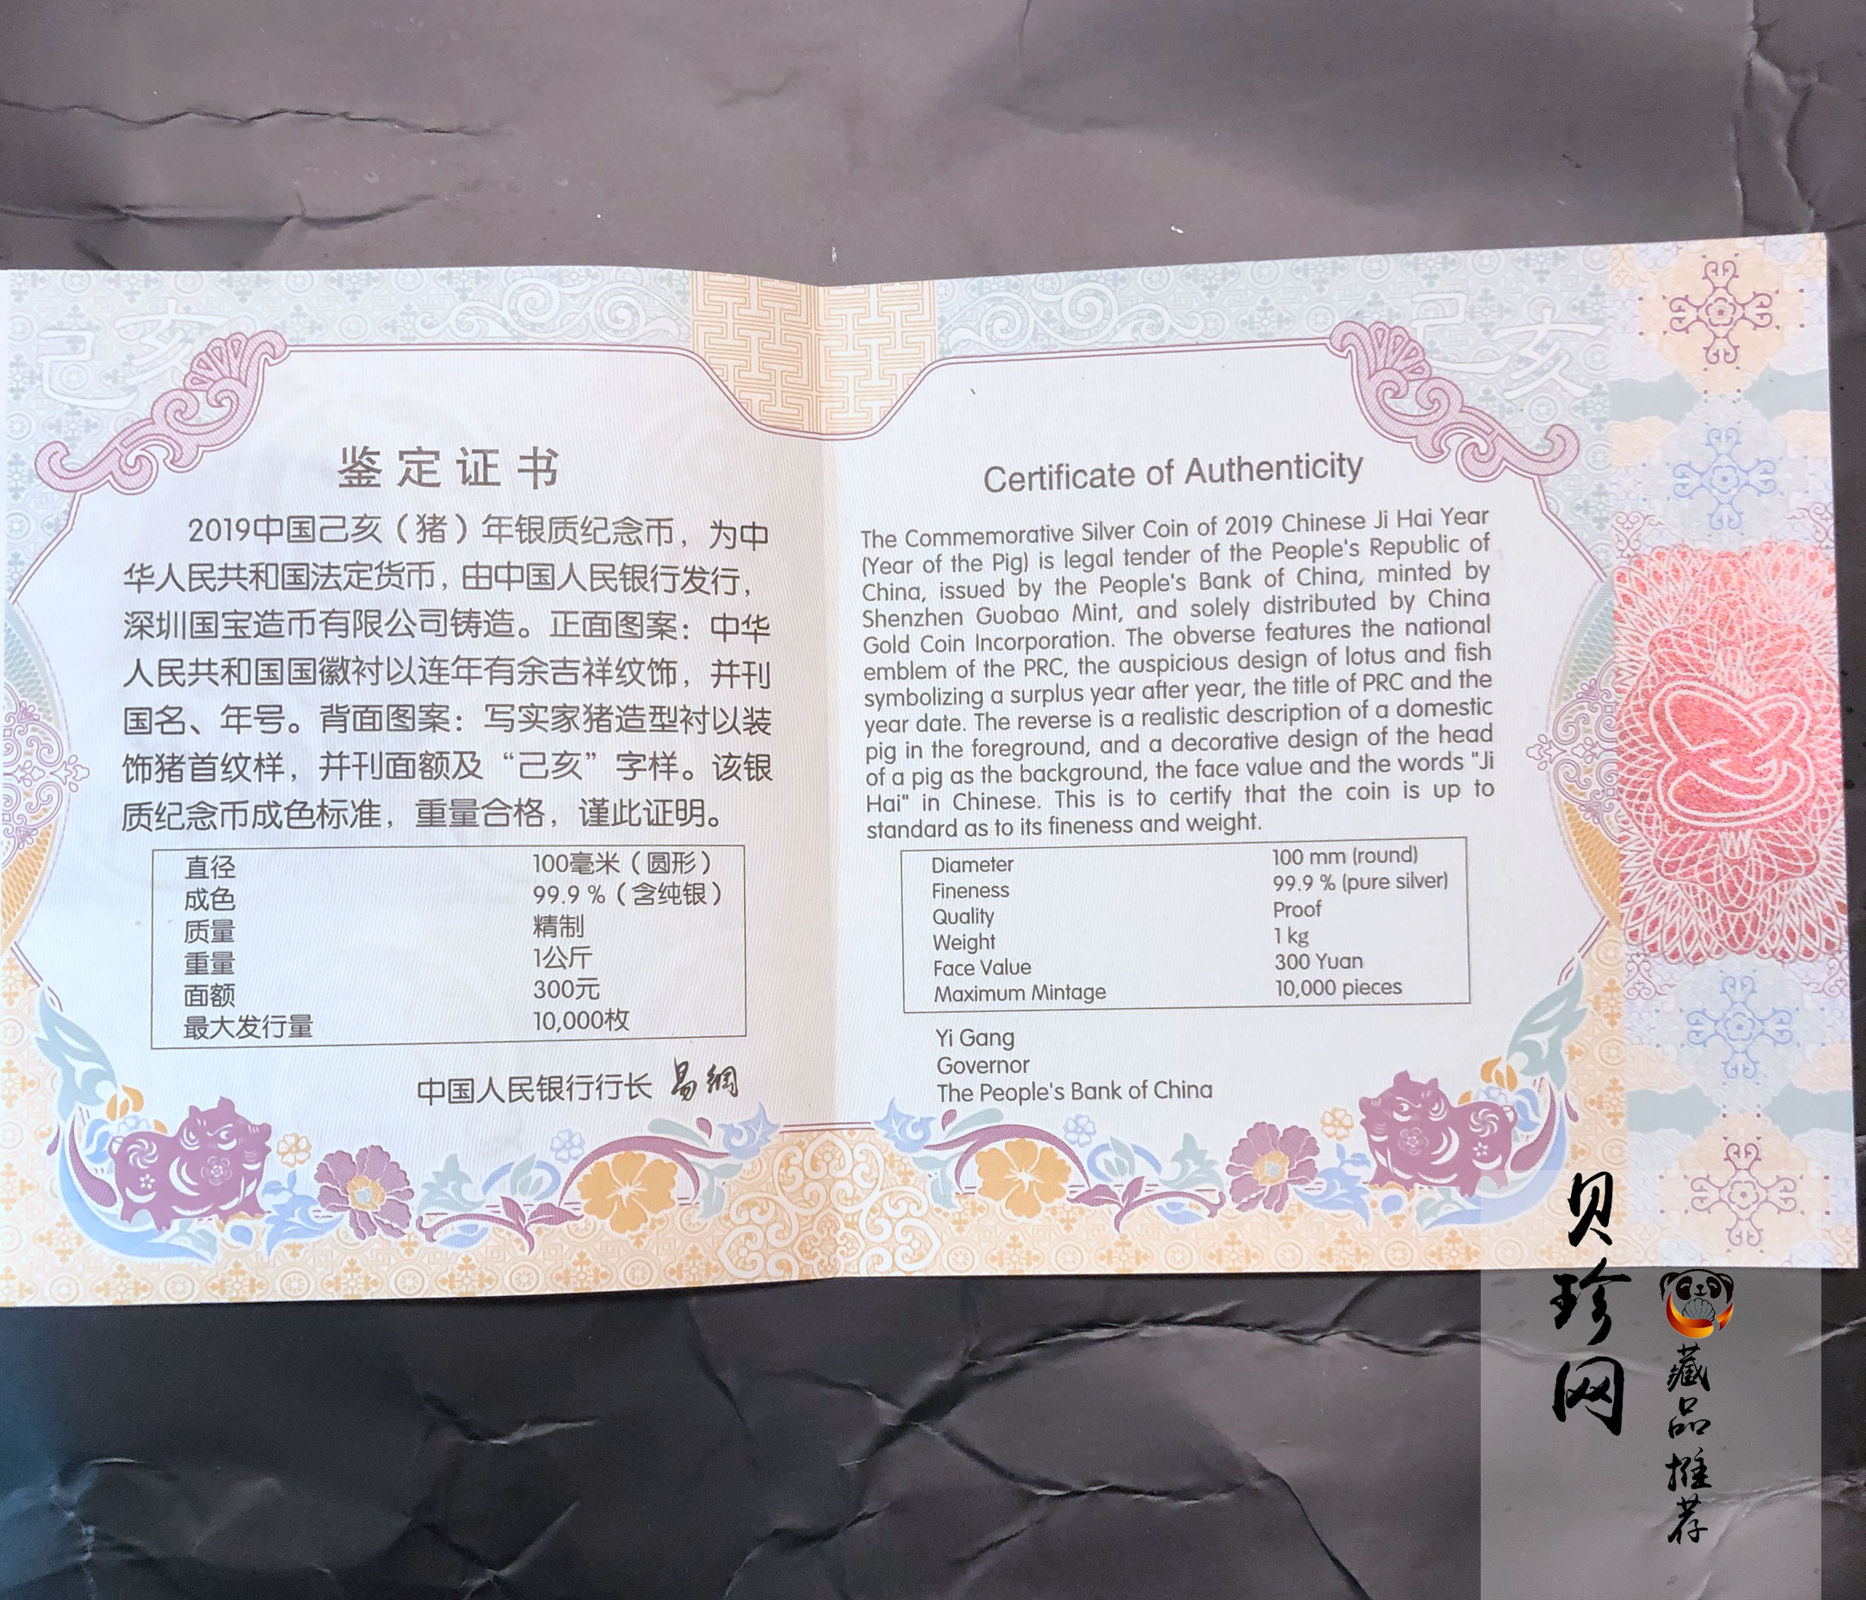 己亥
鉴定证书
2019中国己亥（猪）年银质纪念币，为中
华人民共和国法定货币，由中国人民银行发行，
深圳国宝造币有限公司铸造。正面图案：中华
人民共和国国徽衬以连年有余吉祥纹饰，并刊
国名、年号。背面图案：写实家猪造型衬以装
饰猪首纹样，并刊面额及“己亥”字样。该银
质纪念币成色标准，重量合格，谨此证明。
直径 100毫米（圆形）
成色 99.9 %（含纯银）
质量 精制
重量 1公斤
面额 300元
最大发行量 10,000枚
中国人民银行行长 易綱
己亥
Certificate of Authenticity
The Commemorative Silver Coin of 2019 Chinese Ji Hai Year
(Year of the Pig) is legal tender of the People's Republic of
China, issued by the People's Bank of China, minted by
Shenzhen Guobao Mint, and solely distributed by China
Gold Coin Incorporation. The obverse features the national
emblem of the PRC, the auspicious design of lotus and fish
symbolizing a surplus year after year, the title of PRC and the
year date. The reverse is a realistic description of a domestic
pig in the foreground, and a decorative design of the head
of a pig as the background, the face value and the words "Ji
Hai" in Chinese. This is to certify that the coin is up to
standard as to its fineness and weight.
Diameter 100 mm (round)
Fineness 99.9 % (pure silver)
Quality Proof
Weight 1 kg
Face Value 300 Yuan
Maximum Mintage 10,000 pieces
Yi Gang
Governor
The People's Bank of China
贝珍网
藏品推荐